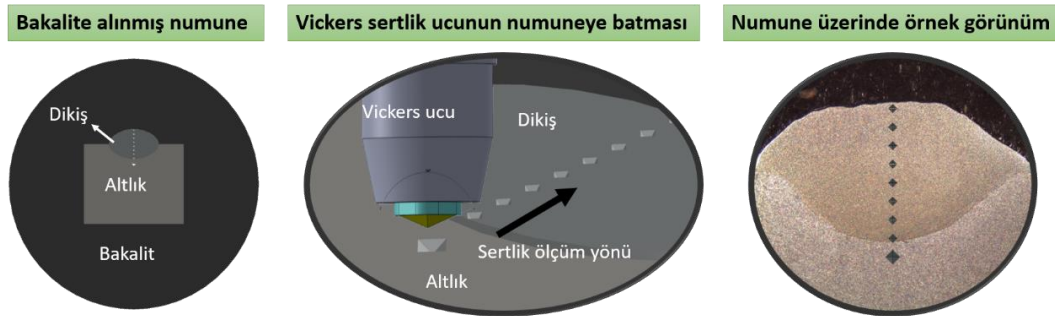 Bakalite alınmış numune
Vickers sertlik ucunun numuneye batması
Numune üzerinde örnek görünüm
Dikiş
Altlık
Bakalit
Vickers ucu
Dikiş
Sertlik ölçüm yönü
Altlık